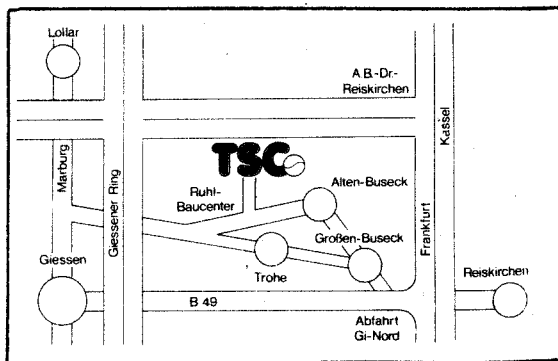 Lollar
A.B.-Dr.-
Reiskirchen
Kassel
TSC
Marburg
Giessener Ring
Ruhl-
Baucenter
Alten-Buseck
Großen-Buseck
Frankfurt
Giessen
Trohe
Reiskirchen
B 49
Abfahrt
Gi-Nord